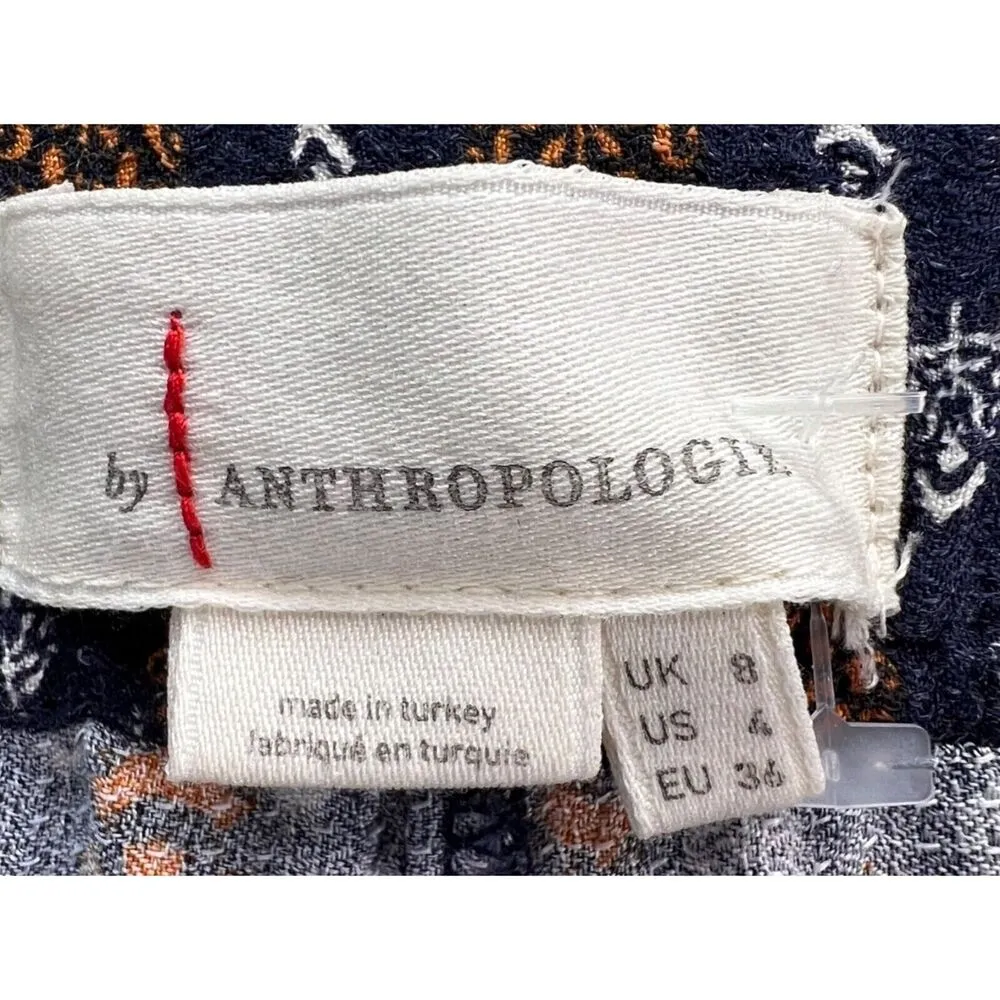 by ANTHROPOLOGIE
made in turkey
fabriqué en turquie
UK 8
US 4
EU 36